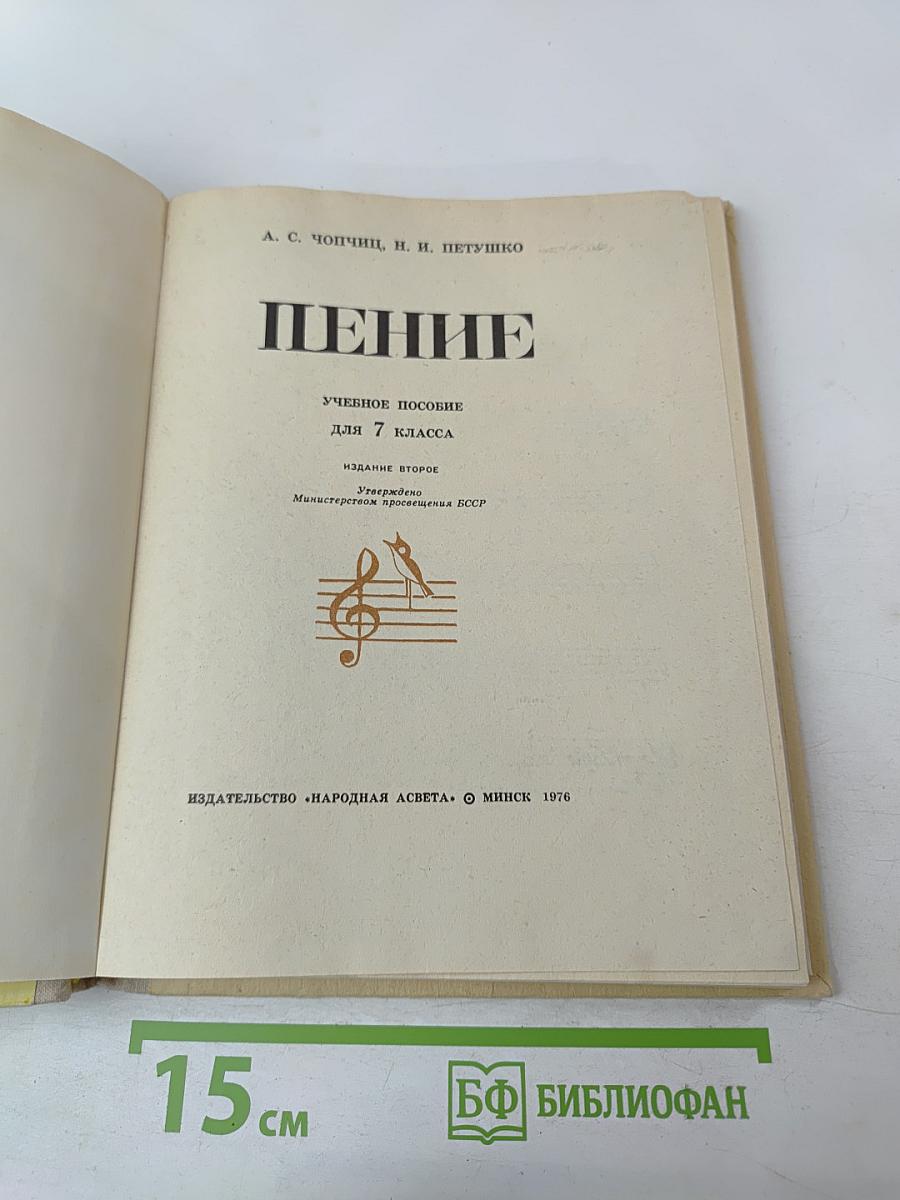 А. С. ЧОПЧИЦ, Н. И. ПЕТУШКО
ПЕНИЕ
УЧЕБНОЕ ПОСОБИЕ
ДЛЯ 7 КЛАССА
ИЗДАНИЕ ВТОРОЕ
Утверждено
Министерством просвещения БССР
ИЗДАТЕЛЬСТВО «НАРОДНАЯ АСВЕТА» ⊙ МИНСК 1976
15 см
БФ БИБЛИОФАН